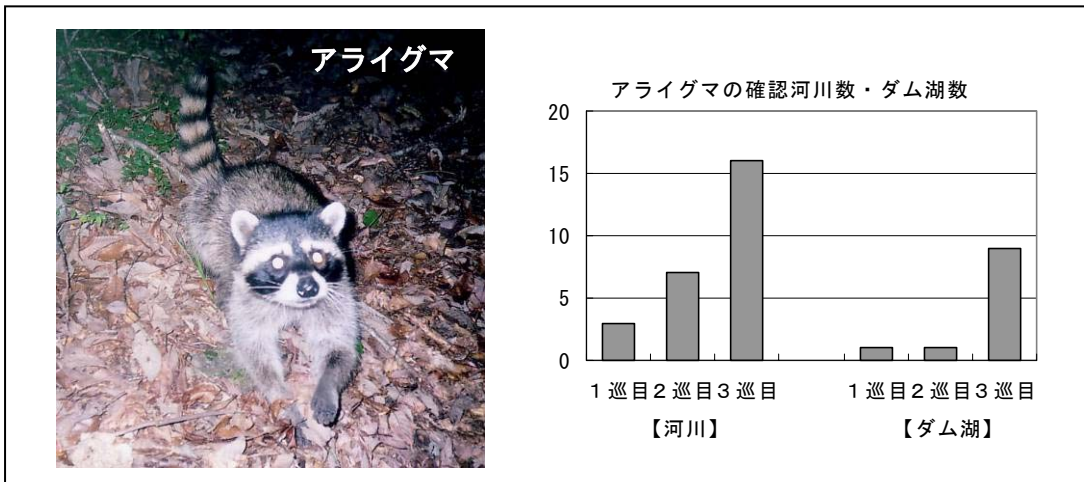 アライグマ
アライグマの確認河川数・ダム湖数
20
15
10
5
0
1巡目 2巡目 3巡目 1巡目 2巡目 3巡目
【河川】 【ダム湖】